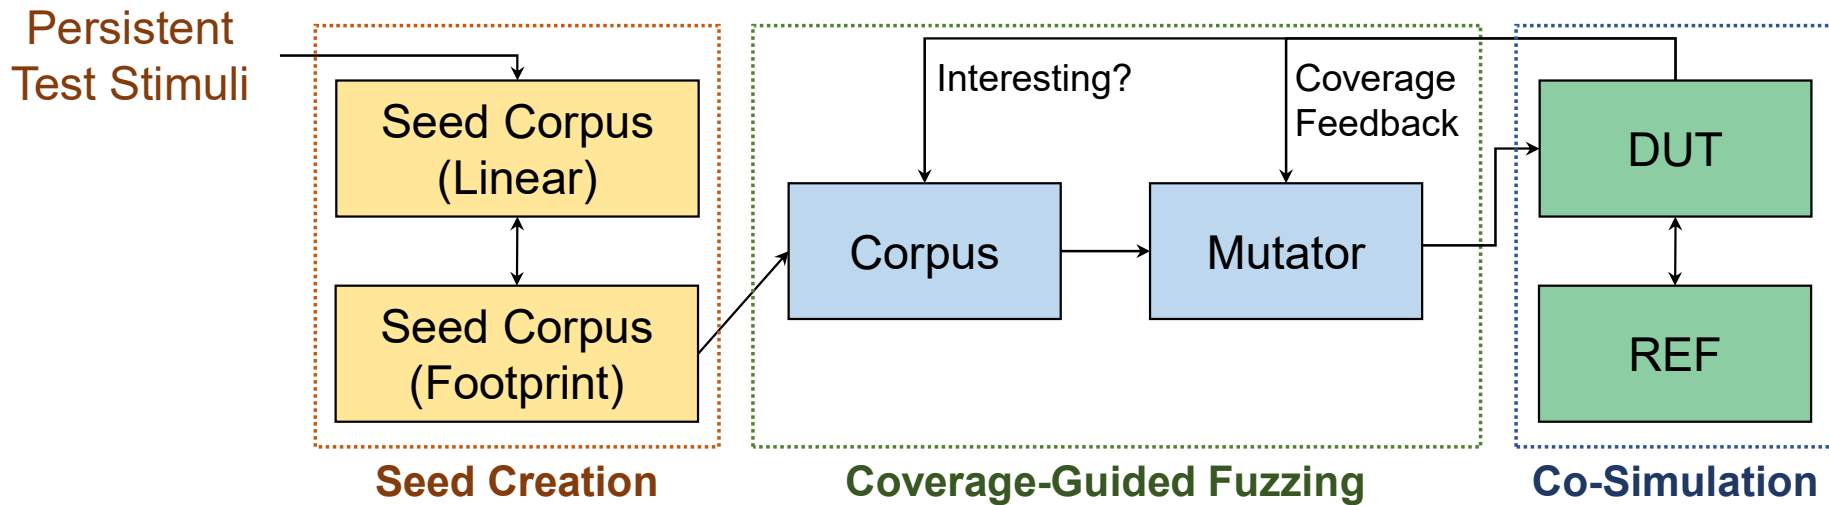 Persistent
Test Stimuli
Seed Corpus
(Linear)
Seed Corpus
(Footprint)
Seed Creation
Interesting?
Coverage
Feedback
Corpus
Mutator
Coverage-Guided Fuzzing
DUT
REF
Co-Simulation